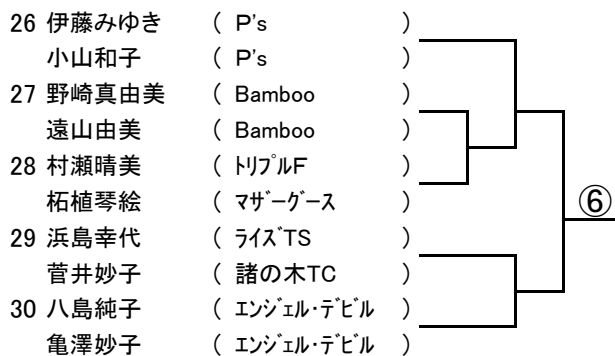 26 伊藤みゆき ( P's )
小山和子 ( P's )
27 野崎真由美 ( Bamboo )
遠山由美 ( Bamboo )
28 村瀬晴美 ( ﾄﾘﾌﾟﾙF )
柘植琴絵 ( ﾏｻﾞｰｸﾞｰｽ )
29 浜島幸代 ( ﾗｲｽﾞTS )
菅井妙子 ( 諸の木TC )
30 八島純子 ( ｴﾝｼﾞｪﾙ･ﾃﾞﾋﾞﾙ )
亀澤妙子 ( ｴﾝｼﾞｪﾙ･ﾃﾞﾋﾞﾙ )
⑥